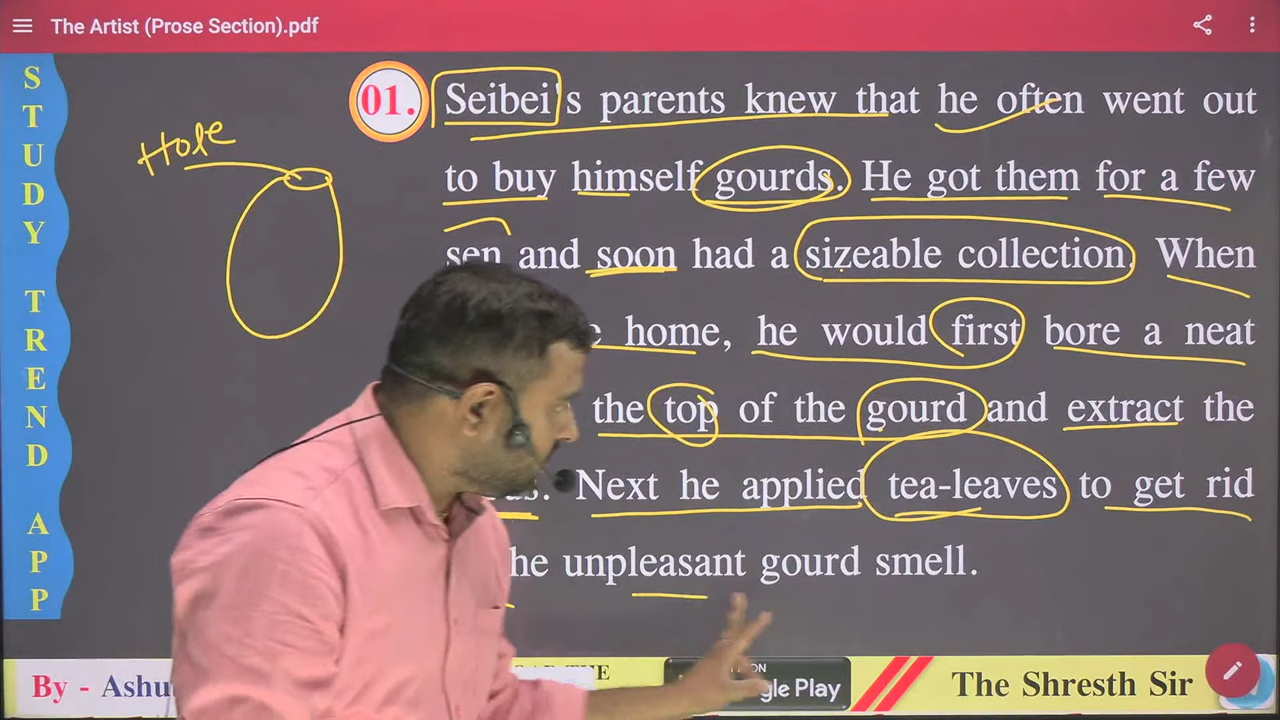 The Artist (Prose Section).pdf
STUDY TREND APP
Hole
01. Seibei's parents knew that he often went out
to buy himself gourds. He got them for a few
sen and soon had a sizeable collection. When
home, he would first bore a neat
the top of the gourd and extract the
Next he applied tea-leaves to get rid
unpleasant gourd smell.
By - Ashu
THE
Play
The Shresth Sir